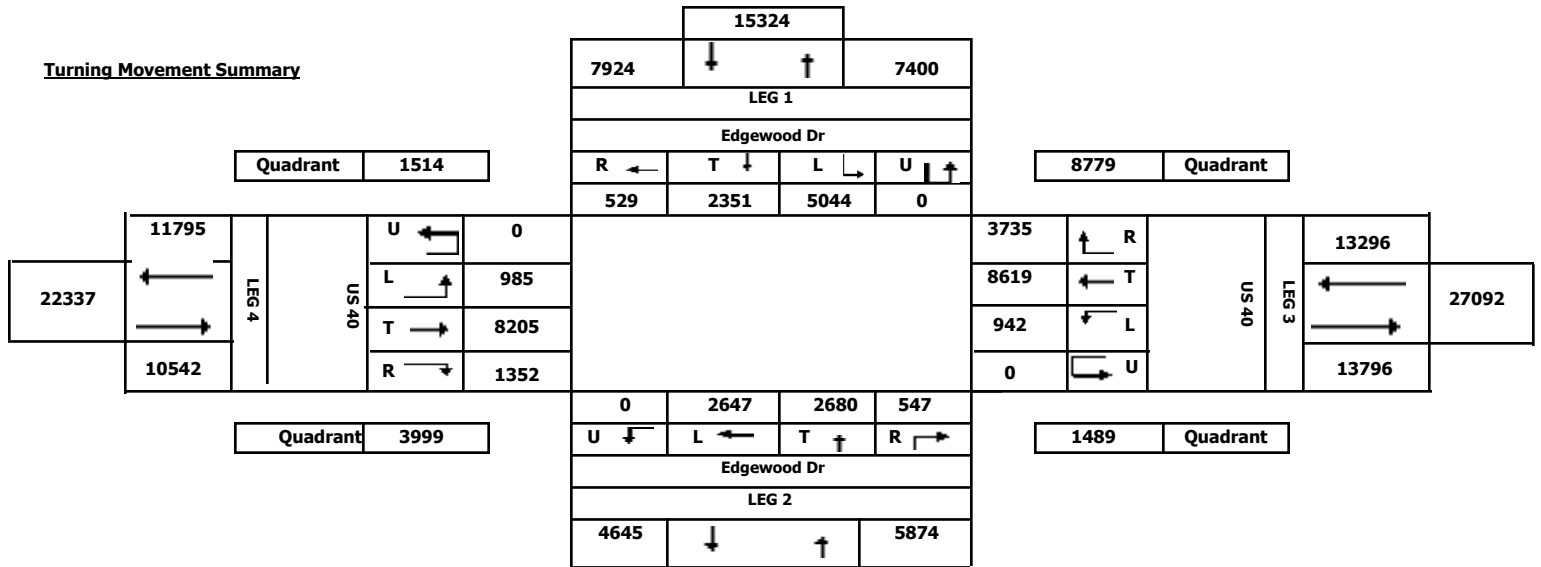 15324
Turning Movement Summary
7924 7400
LEG 1
Edgewood Dr
Quadrant 1514
R T L U
8779 Quadrant
529 2351 5044 0
11795
U 0
3735 R
13296
22337
LEG 4
US 40
L 985
8619 T
US 40
LEG 3
27092
T 8205
942 L
10542
R 1352
0 U
13796
0 2647 2680 547
Quadrant 3999
U L T R
1489 Quadrant
Edgewood Dr
LEG 2
4645 5874